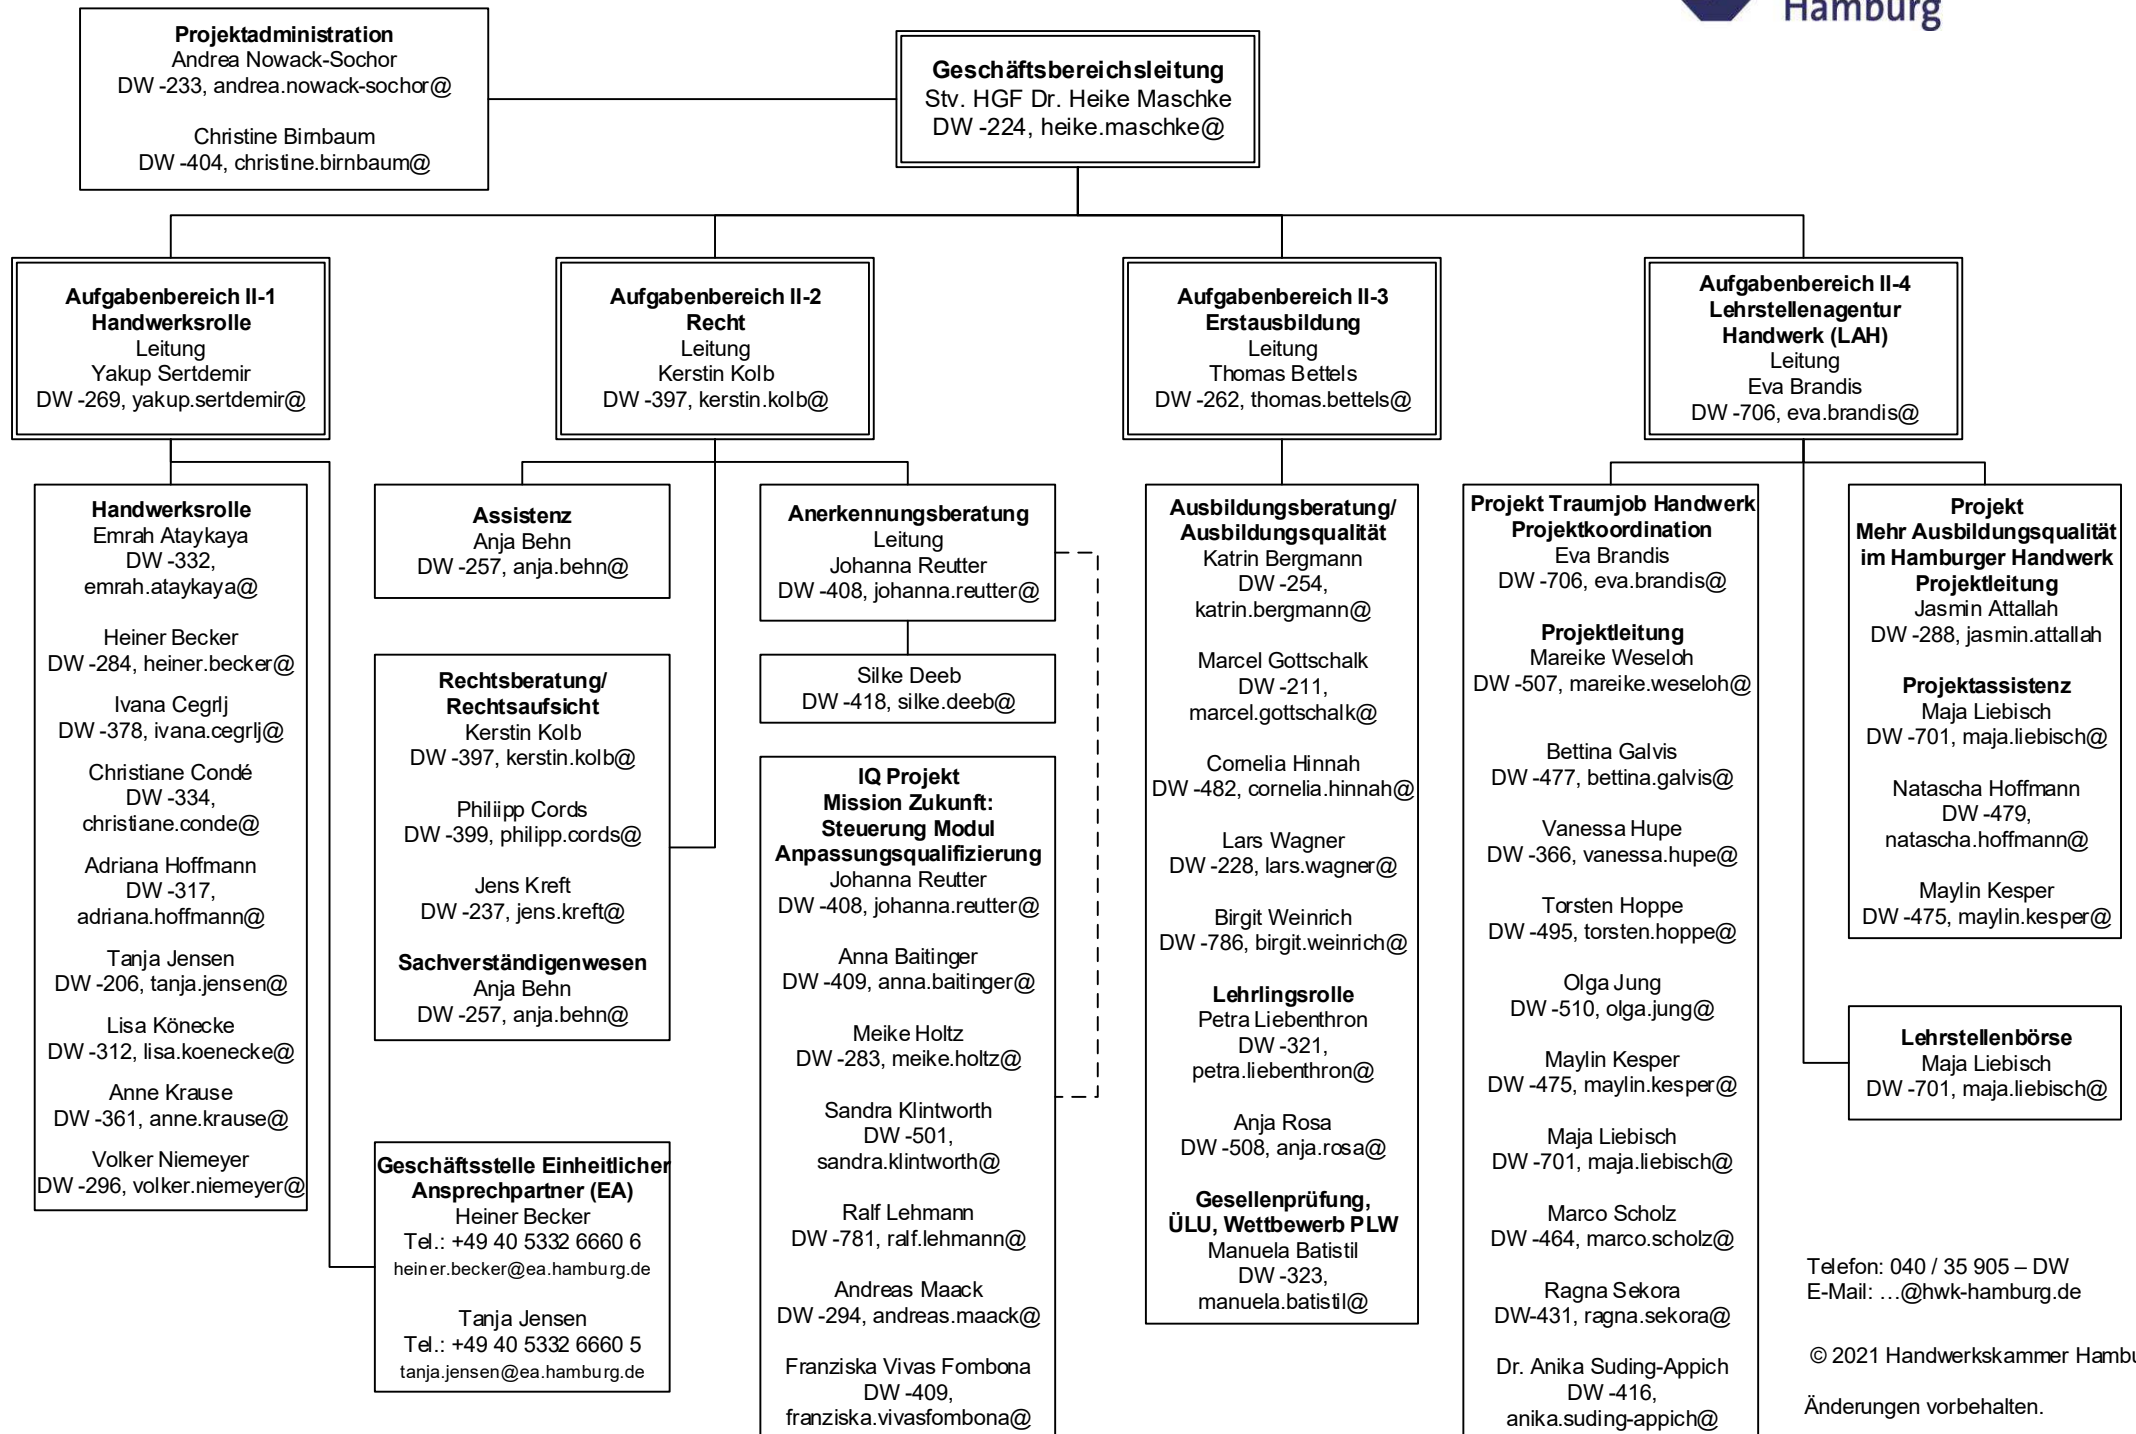 Hamburg
Projektadministration
Andrea Nowack-Sochor
DW -233, andrea.nowack-sochor@
Christine Birnbaum
DW -404, christine.birnbaum@
Geschäftsbereichsleitung
Stv. HGF Dr. Heike Maschke
DW -224, heike.maschke@
Aufgabenbereich II-1
Handwerksrolle
Leitung
Yakup Sertdemir
DW -269, yakup.sertdemir@
Aufgabenbereich II-2
Recht
Leitung
Kerstin Kolb
DW -397, kerstin.kolb@
Aufgabenbereich II-3
Erstausbildung
Leitung
Thomas Bettels
DW -262, thomas.bettels@
Aufgabenbereich II-4
Lehrstellenagentur
Handwerk (LAH)
Leitung
Eva Brandis
DW -706, eva.brandis@
Handwerksrolle
Emrah Ataykaya
DW -332,
emrah.ataykaya@
Heiner Becker
DW -284, heiner.becker@
Ivana Cegrlj
DW -378, ivana.cegrlj@
Christiane Condé
DW -334,
christiane.conde@
Adriana Hoffmann
DW -317,
adriana.hoffmann@
Tanja Jensen
DW -206, tanja.jensen@
Lisa Könecke
DW -312, lisa.koenecke@
Anne Krause
DW -361, anne.krause@
Volker Niemeyer
DW -296, volker.niemeyer@
Assistenz
Anja Behn
DW -257, anja.behn@
Rechtsberatung/
Rechtsaufsicht
Kerstin Kolb
DW -397, kerstin.kolb@
Philiipp Cords
DW -399, philipp.cords@
Jens Kreft
DW -237, jens.kreft@
Sachverständigenwesen
Anja Behn
DW -257, anja.behn@
Geschäftsstelle Einheitlicher
Ansprechpartner (EA)
Heiner Becker
Tel.: +49 40 5332 6660 6
heiner.becker@ea.hamburg.de
Tanja Jensen
Tel.: +49 40 5332 6660 5
tanja.jensen@ea.hamburg.de
Anerkennungsberatung
Leitung
Johanna Reutter
DW -408, johanna.reutter@
Silke Deeb
DW -418, silke.deeb@
IQ Projekt
Mission Zukunft:
Steuerung Modul
Anpassungsqualifizierung
Johanna Reutter
DW -408, johanna.reutter@
Anna Baitinger
DW -409, anna.baitinger@
Meike Holtz
DW -283, meike.holtz@
Sandra Klintworth
DW -501,
sandra.klintworth@
Ralf Lehmann
DW -781, ralf.lehmann@
Andreas Maack
DW -294, andreas.maack@
Franziska Vivas Fombona
DW -409,
franziska.vivasfombona@
Ausbildungsberatung/
Ausbildungsqualität
Katrin Bergmann
DW -254,
katrin.bergmann@
Marcel Gottschalk
DW -211,
marcel.gottschalk@
Cornelia Hinnah
DW -482, cornelia.hinnah@
Lars Wagner
DW -228, lars.wagner@
Birgit Weinrich
DW -786, birgit.weinrich@
Lehrlingsrolle
Petra Liebenthron
DW -321,
petra.liebenthron@
Anja Rosa
DW -508, anja.rosa@
Gesellenprüfung,
ÜLU, Wettbewerb PLW
Manuela Batistil
DW -323,
manuela.batistil@
Projekt Traumjob Handwerk
Projektkoordination
Eva Brandis
DW -706, eva.brandis@
Projektleitung
Mareike Weseloh
DW -507, mareike.weseloh@
Bettina Galvis
DW -477, bettina.galvis@
Vanessa Hupe
DW -366, vanessa.hupe@
Torsten Hoppe
DW -495, torsten.hoppe@
Olga Jung
DW -510, olga.jung@
Maylin Kesper
DW -475, maylin.kesper@
Maja Liebisch
DW -701, maja.liebisch@
Marco Scholz
DW -464, marco.scholz@
Ragna Sekora
DW-431, ragna.sekora@
Dr. Anika Suding-Appich
DW -416,
anika.suding-appich@
Projekt
Mehr Ausbildungsqualität
im Hamburger Handwerk
Projektleitung
Jasmin Attallah
DW -288, jasmin.attallah
Projektassistenz
Maja Liebisch
DW -701, maja.liebisch@
Natascha Hoffmann
DW -479,
natascha.hoffmann@
Maylin Kesper
DW -475, maylin.kesper@
Lehrstellenbörse
Maja Liebisch
DW -701, maja.liebisch@
Telefon: 040 / 35 905 – DW
E-Mail: …@hwk-hamburg.de
© 2021 Handwerkskammer Hambu
Änderungen vorbehalten.